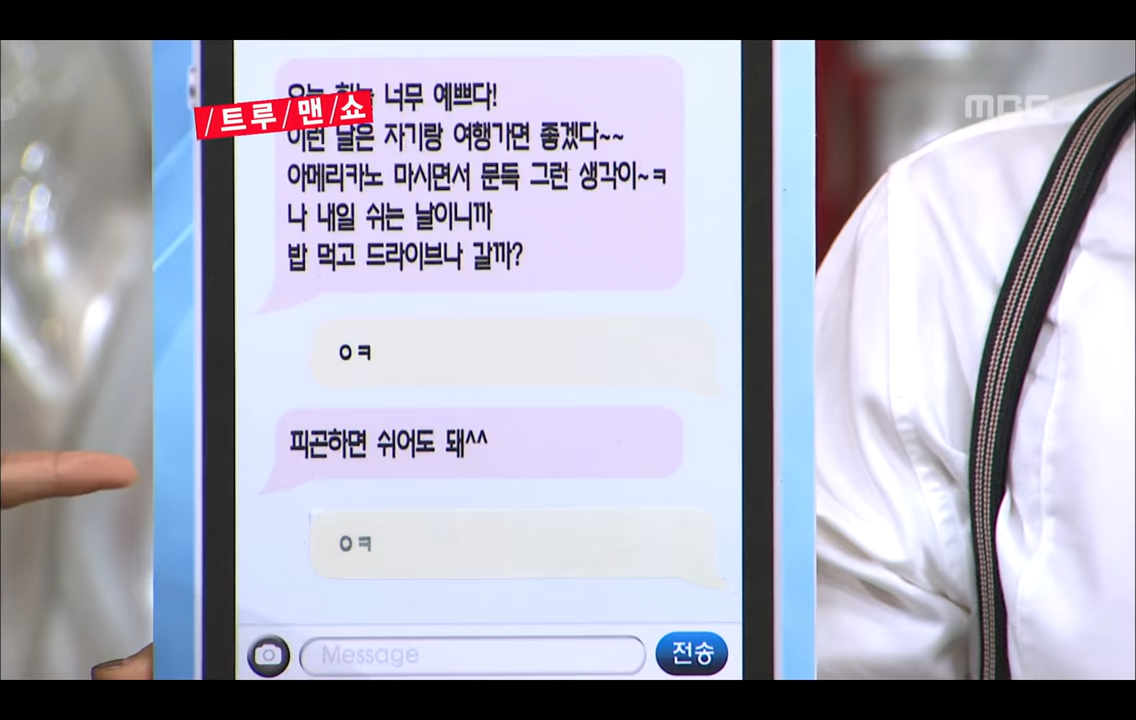 /트루/맨/쇼
MBC
너무 예쁘다!
이런 날은 자기랑 여행가면 좋겠다~~
아메리카노 마시면서 문득 그런 생각이~ㅋ
나 내일 쉬는 날이니까
밥 먹고 드라이브나 갈까?
ㅇㅋ
피곤하면 쉬어도 돼^^
ㅇㅋ
Message
전송